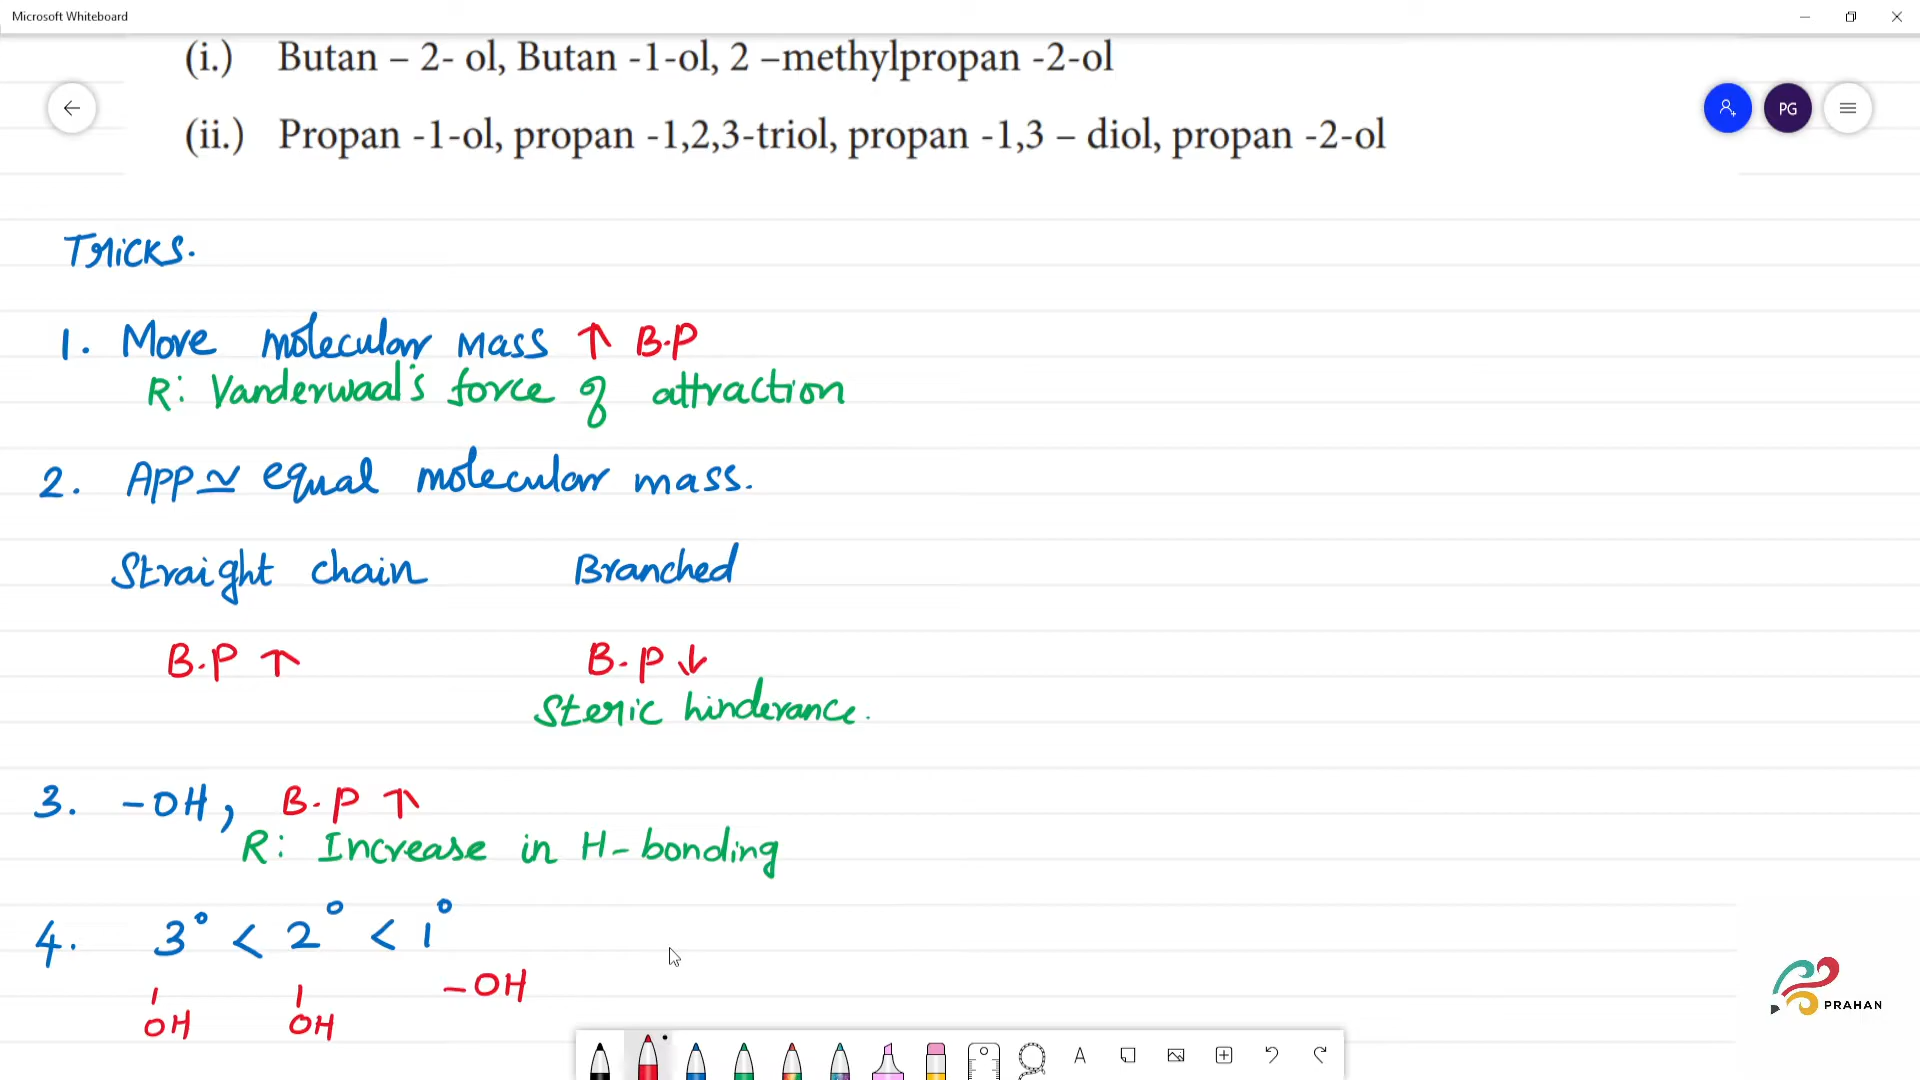 Microsoft Whiteboard
(i.) Butan – 2- ol, Butan -1-ol, 2 –methylpropan -2-ol
(ii.) Propan -1-ol, propan -1,2,3-triol, propan -1,3 – diol, propan -2-ol
PG
Tricks.
1. More molecular mass ↑ B.P
R: Vanderwaal's force of attraction
2. App ≃ equal molecular mass.
Straight chain Branched
B.P ↑ B.P ↓
Steric hinderance.
3. -OH, B.P ↑
R: Increase in H-bonding
4. 3° < 2° < 1°
OH OH -OH
PRAHAN
A